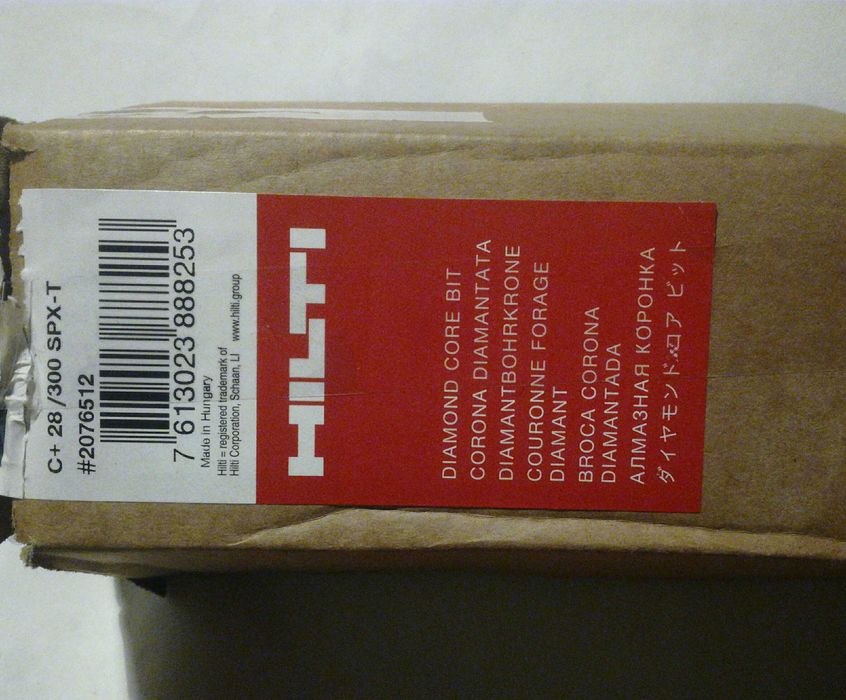 C+ 28 /300 SPX-T
#2076512
7 613023 888253
Made in Hungary
Hilti = registered trademark of
Hilti Corporation, Schaan, LI www.hilti.group
HILTI
DIAMOND CORE BIT
CORONA DIAMANTATA
DIAMANTBOHRKRONE
COURONNE FORAGE
DIAMANT
BROCA CORONA
DIAMANTADA
АЛМАЗНАЯ КОРОНКА
ダイヤモンド コア ビット